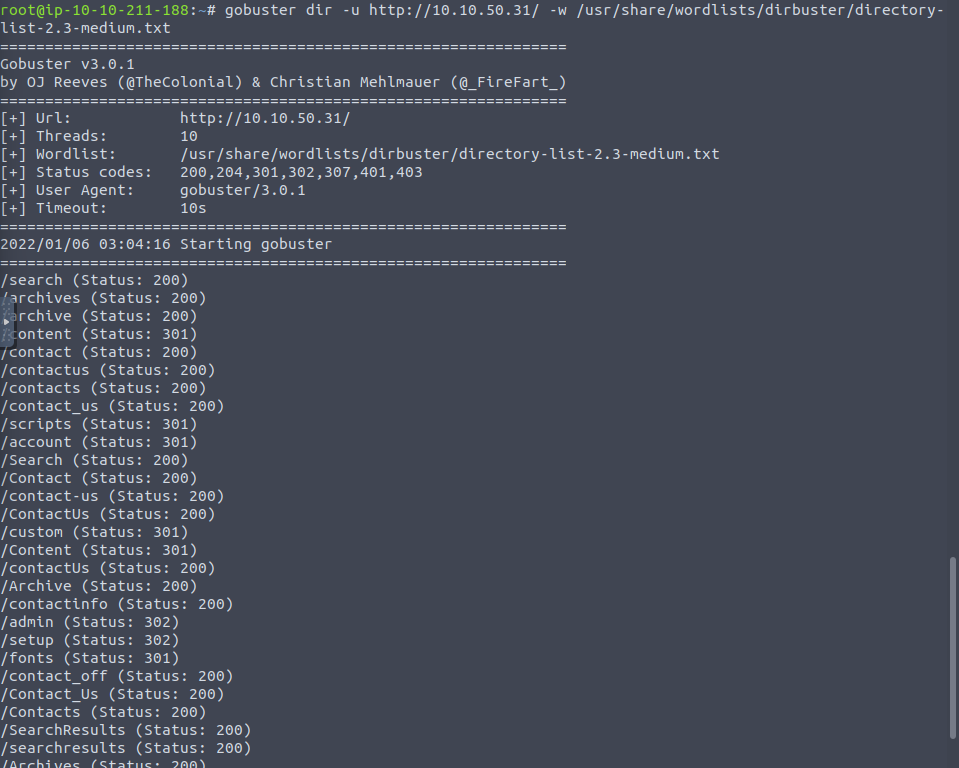 root@ip-10-10-211-188:~# gobuster dir -u http://10.10.50.31/ -w /usr/share/wordlists/dirbuster/directory-
list-2.3-medium.txt
===============================================================
Gobuster v3.0.1
by OJ Reeves (@TheColonial) & Christian Mehlmauer (@_FireFart_)
===============================================================
[+] Url:            http://10.10.50.31/
[+] Threads:        10
[+] Wordlist:       /usr/share/wordlists/dirbuster/directory-list-2.3-medium.txt
[+] Status codes:   200,204,301,302,307,401,403
[+] User Agent:     gobuster/3.0.1
[+] Timeout:        10s
===============================================================
2022/01/06 03:04:16 Starting gobuster
===============================================================
/search (Status: 200)
/archives (Status: 200)
/archive (Status: 200)
/content (Status: 301)
/contact (Status: 200)
/contactus (Status: 200)
/contacts (Status: 200)
/contact_us (Status: 200)
/scripts (Status: 301)
/account (Status: 301)
/Search (Status: 200)
/Contact (Status: 200)
/contact-us (Status: 200)
/ContactUs (Status: 200)
/custom (Status: 301)
/Content (Status: 301)
/contactUs (Status: 200)
/Archive (Status: 200)
/contactinfo (Status: 200)
/admin (Status: 302)
/setup (Status: 302)
/fonts (Status: 301)
/contact_off (Status: 200)
/Contact_Us (Status: 200)
/Contacts (Status: 200)
/SearchResults (Status: 200)
/searchresults (Status: 200)
/Archives (Status: 200)